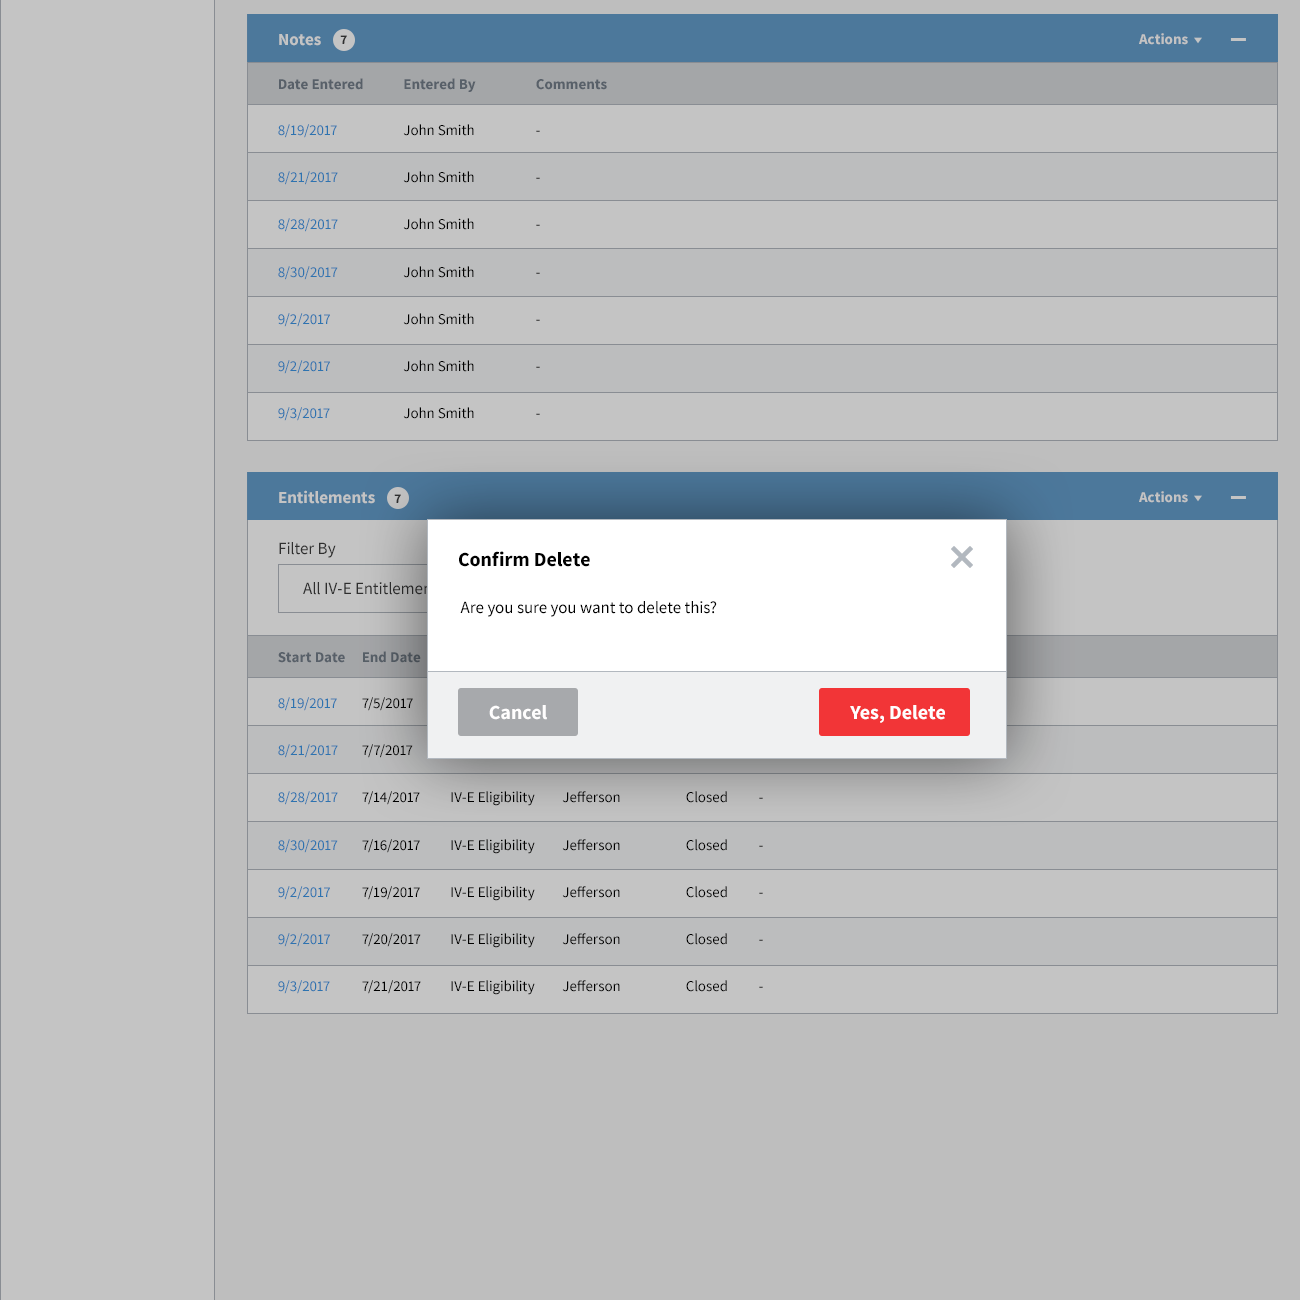 Notes 7 Actions
Date Entered Entered By Comments
8/19/2017 John Smith -
8/21/2017 John Smith -
8/28/2017 John Smith -
8/30/2017 John Smith -
9/2/2017 John Smith -
9/2/2017 John Smith -
9/3/2017 John Smith -
Entitlements 7 Actions
Filter By
All IV-E
Confirm Delete
Are you sure you want to delete this?
Cancel Yes, Delete
Start Date End Date
8/19/2017 7/5/2017
8/21/2017 7/7/2017
8/28/2017 7/14/2017 IV-E Eligibility Jefferson Closed -
8/30/2017 7/16/2017 IV-E Eligibility Jefferson Closed -
9/2/2017 7/19/2017 IV-E Eligibility Jefferson Closed -
9/2/2017 7/20/2017 IV-E Eligibility Jefferson Closed -
9/3/2017 7/21/2017 IV-E Eligibility Jefferson Closed -